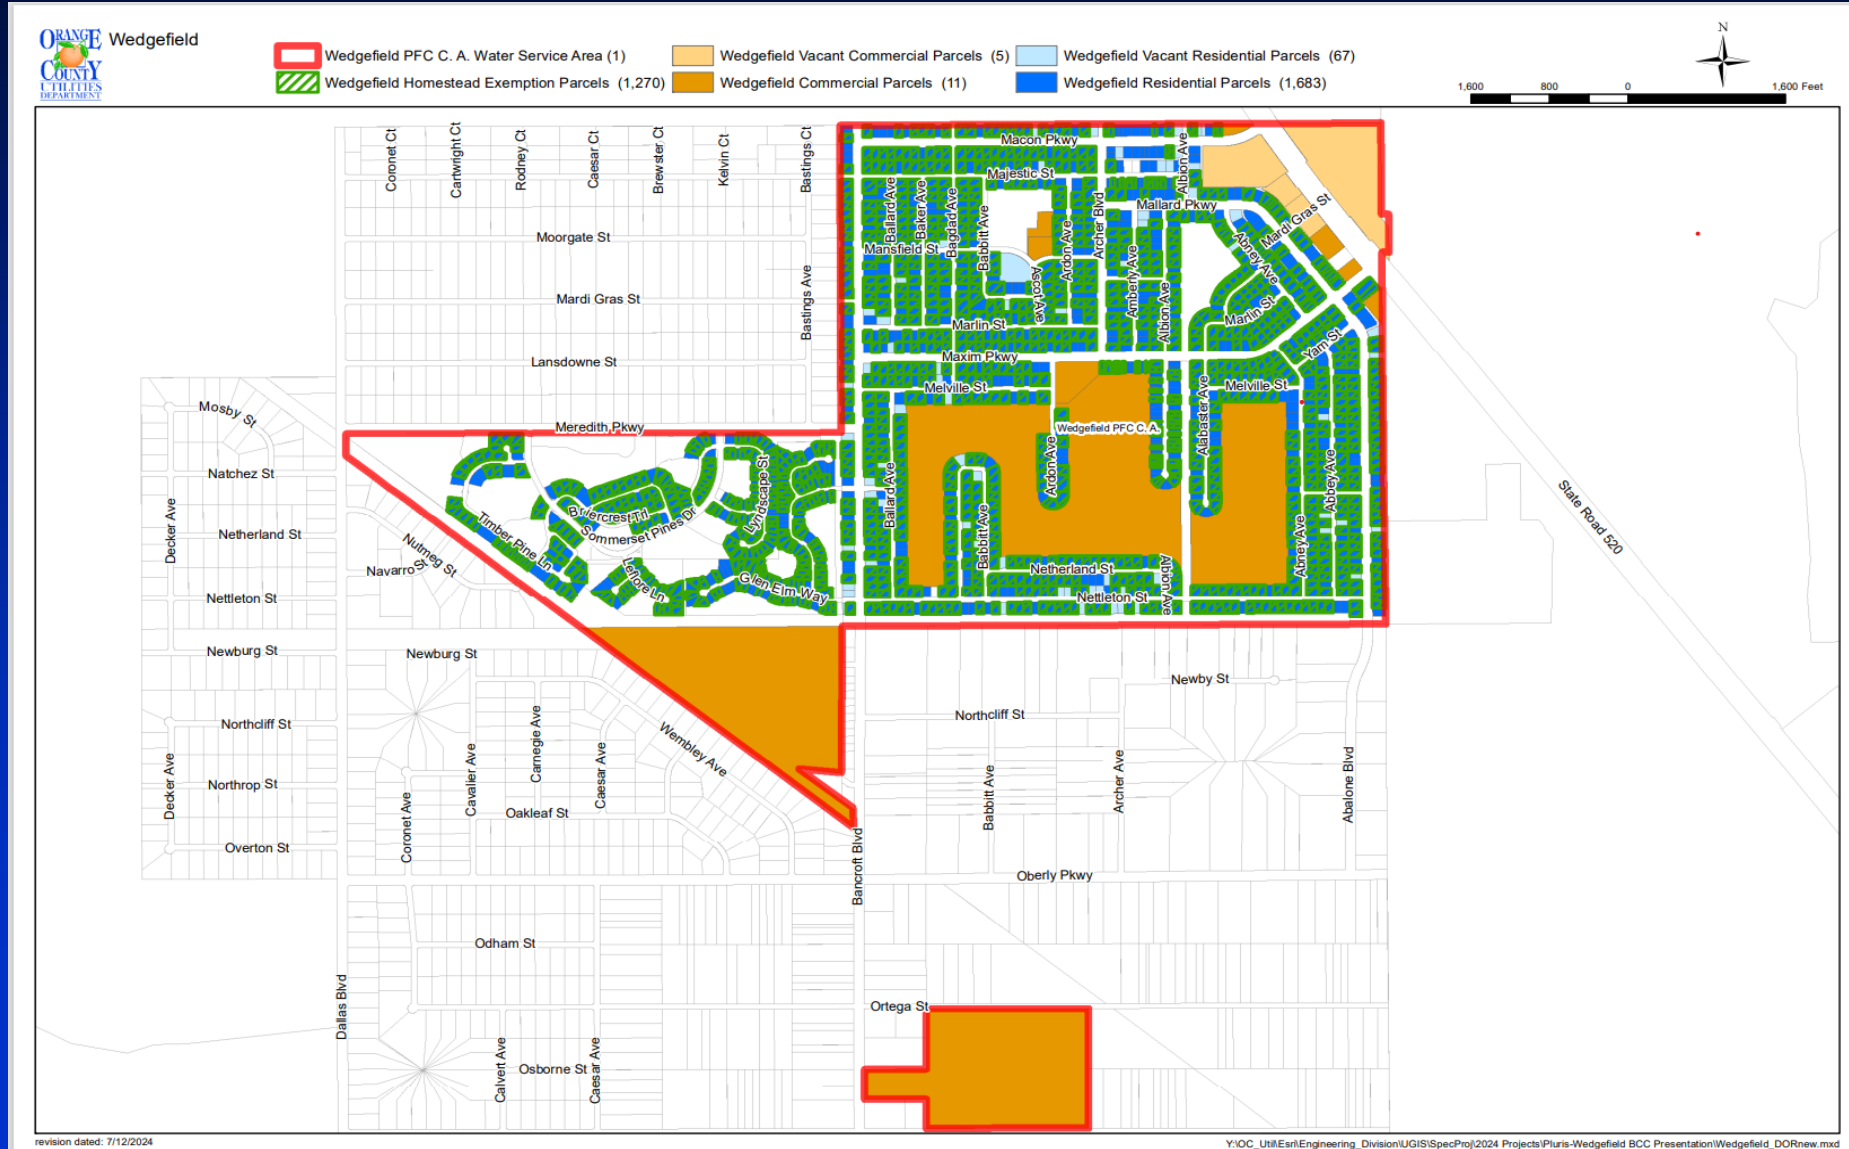 ORANGE
COUNTY
UTILITIES
DEPARTMENT
Wedgefield
Wedgefield PFC C. A. Water Service Area (1)
Wedgefield Vacant Commercial Parcels (5)
Wedgefield Vacant Residential Parcels (67)
Wedgefield Homestead Exemption Parcels (1,270)
Wedgefield Commercial Parcels (11)
Wedgefield Residential Parcels (1,683)
N
1,600 800 0 1,600 Feet
Coronet Ct
Cartwright Ct
Rodney Ct
Caesar Ct
Brewster Ct
Kelvin Ct
Bastings Ct
Macon Pkwy
Albion Ave
Majestic St
Mallard Pkwy
Mardi Gras St
Ballard Ave
Baker Ave
Bagdad Ave
Babbitt Ave
Ardon Ave
Archer Blvd
Moorgate St
Mansfield St
Abney Ave
Amberly Ave
Ascot Ave
Albion Ave
Mardi Gras St
Bastings Ave
Marlin St
Marlin St
Yarn St
Lansdowne St
Maxim Pkwy
Melville St
Melville St
Mosby St
Meredith Pkwy
Wedgefield PFC C. A.
Alabaster Ave
Natchez St
Ardon Ave
Abbey Ave
Lyndscape St
Ballard Ave
Briercrest Trl
Sommerset Pines Dr
Timber Pine Ln
Decker Ave
Netherland St
Nutmeg St
Navarro St
Babbitt Ave
Abney Ave
State Road 520
Netherland St
Leflore Ln
Glen Elm Way
Albion Ave
Nettleton St
Nettleton St
Newburg St
Newburg St
Newby St
Northcliff St
Northcliff St
Carnegie Ave
Wembley Ave
Cavalier Ave
Caesar Ave
Decker Ave
Northrop St
Babbitt Ave
Archer Ave
Abalone Blvd
Coronet Ave
Oakleaf St
Overton St
Bancroft Blvd
Oberly Pkwy
Odham St
Dallas Blvd
Ortega St
Calvert Ave
Osborne St
Caesar Ave
revision dated: 7/12/2024
Y:\OC_Util\Esri\Engineering_Division\UGIS\SpecProj\2024 Projects\Pluris-Wedgefield BCC Presentation\Wedgefield_DORnew.mxd